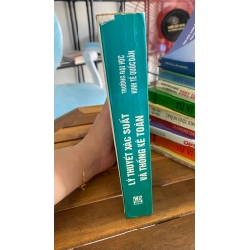 TRƯỜNG ĐẠI HỌC
KINH TẾ QUỐC DÂN
LÝ THUYẾT XÁC SUẤT
VÀ THỐNG KÊ TOÁN